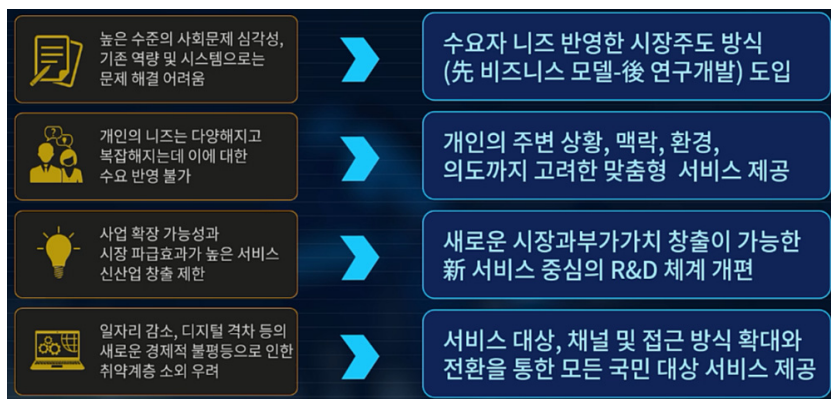 높은 수준의 사회문제 심각성,
기존 역량 및 시스템으로는
문제 해결 어려움
수요자 니즈 반영한 시장주도 방식
(先 비즈니스 모델-後 연구개발) 도입
개인의 니즈는 다양해지고
복잡해지는데 이에 대한
수요 반영 불가
개인의 주변 상황, 맥락, 환경,
의도까지 고려한 맞춤형 서비스 제공
사업 확장 가능성과
시장 파급효과가 높은 서비스
신산업 창출 제한
새로운 시장과부가가치 창출이 가능한
新 서비스 중심의 R&D 체계 개편
일자리 감소, 디지털 격차 등의
새로운 경제적 불평등으로 인한
취약계층 소외 우려
서비스 대상, 채널 및 접근 방식 확대와
전환을 통한 모든 국민 대상 서비스 제공